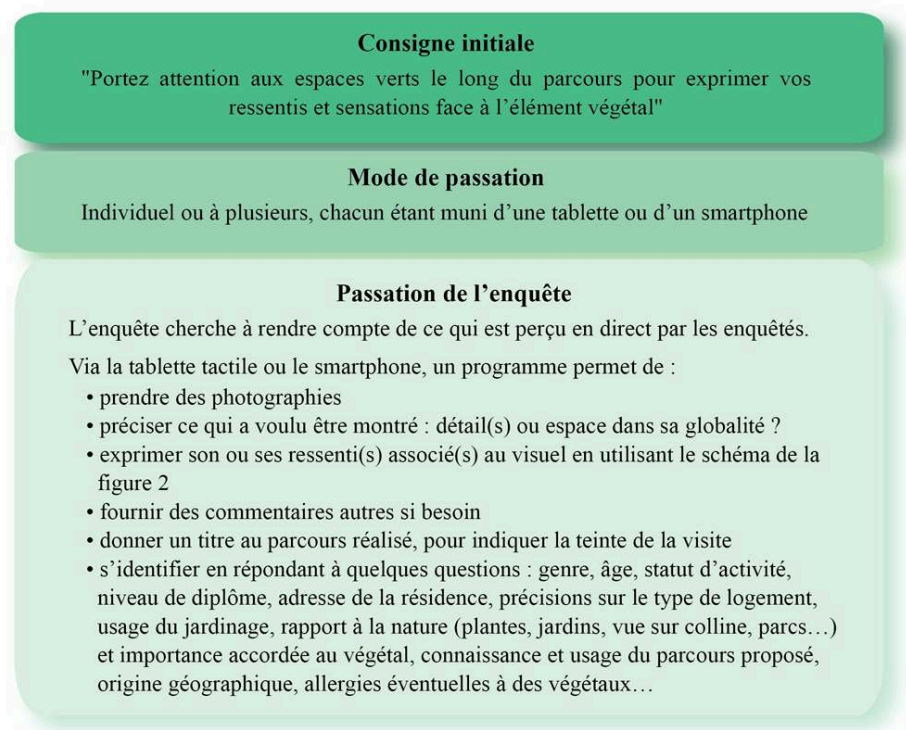 Consigne initiale
"Portez attention aux espaces verts le long du parcours pour exprimer vos
ressentis et sensations face à l’élément végétal"
Mode de passation
Individuel ou à plusieurs, chacun étant muni d’une tablette ou d’un smartphone
Passation de l’enquête
L’enquête cherche à rendre compte de ce qui est perçu en direct par les enquêtés.
Via la tablette tactile ou le smartphone, un programme permet de :
• prendre des photographies
• préciser ce qui a voulu être montré : détail(s) ou espace dans sa globalité ?
• exprimer son ou ses ressenti(s) associé(s) au visuel en utilisant le schéma de la
figure 2
• fournir des commentaires autres si besoin
• donner un titre au parcours réalisé, pour indiquer la teinte de la visite
• s’identifier en répondant à quelques questions : genre, âge, statut d’activité,
niveau de diplôme, adresse de la résidence, précisions sur le type de logement,
usage du jardinage, rapport à la nature (plantes, jardins, vue sur colline, parcs…)
et importance accordée au végétal, connaissance et usage du parcours proposé,
origine géographique, allergies éventuelles à des végétaux…